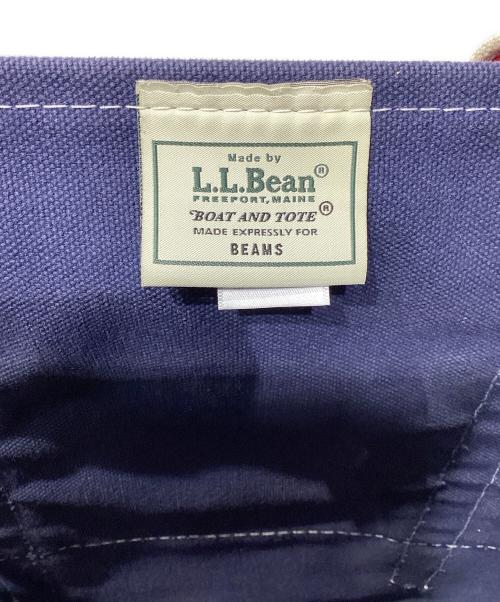 Made by
L.L.Bean®
FREEPORT, MAINE
BOAT AND TOTE®
MADE EXPRESSLY FOR
BEAMS